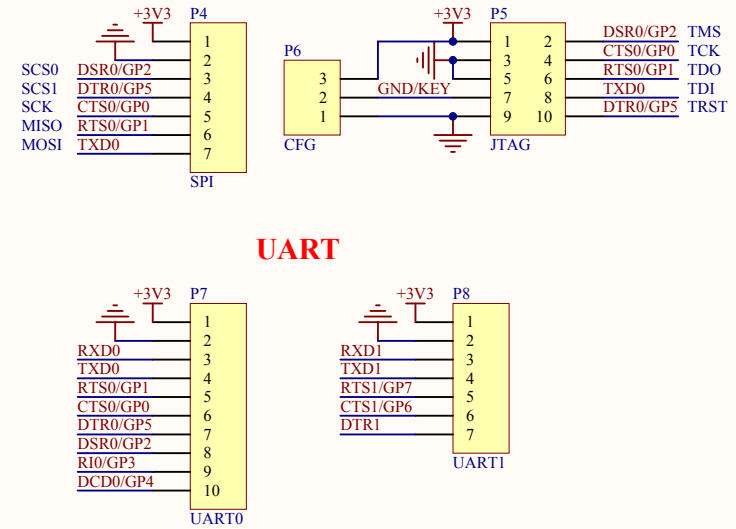 +3V3 P4
1
2
SCS0 DSR0/GP2 3
SCS1 DTR0/GP5 4
SCK CTS0/GP0 5
MISO RTS0/GP1 6
MOSI TXD0 7
SPI
P6
3
2
1
CFG
+3V3 P5
1 2 DSR0/GP2 TMS
3 4 CTS0/GP0 TCK
5 6 RTS0/GP1 TDO
GND/KEY 7 8 TXD0 TDI
9 10 DTR0/GP5 TRST
JTAG
UART
+3V3 P7
1
2
RXD0 3
TXD0 4
RTS0/GP1 5
CTS0/GP0 6
DTR0/GP5 7
DSR0/GP2 8
RI0/GP3 9
DCD0/GP4 10
UART0
+3V3 P8
1
2
RXD1 3
TXD1 4
RTS1/GP7 5
CTS1/GP6 6
DTR1 7
UART1